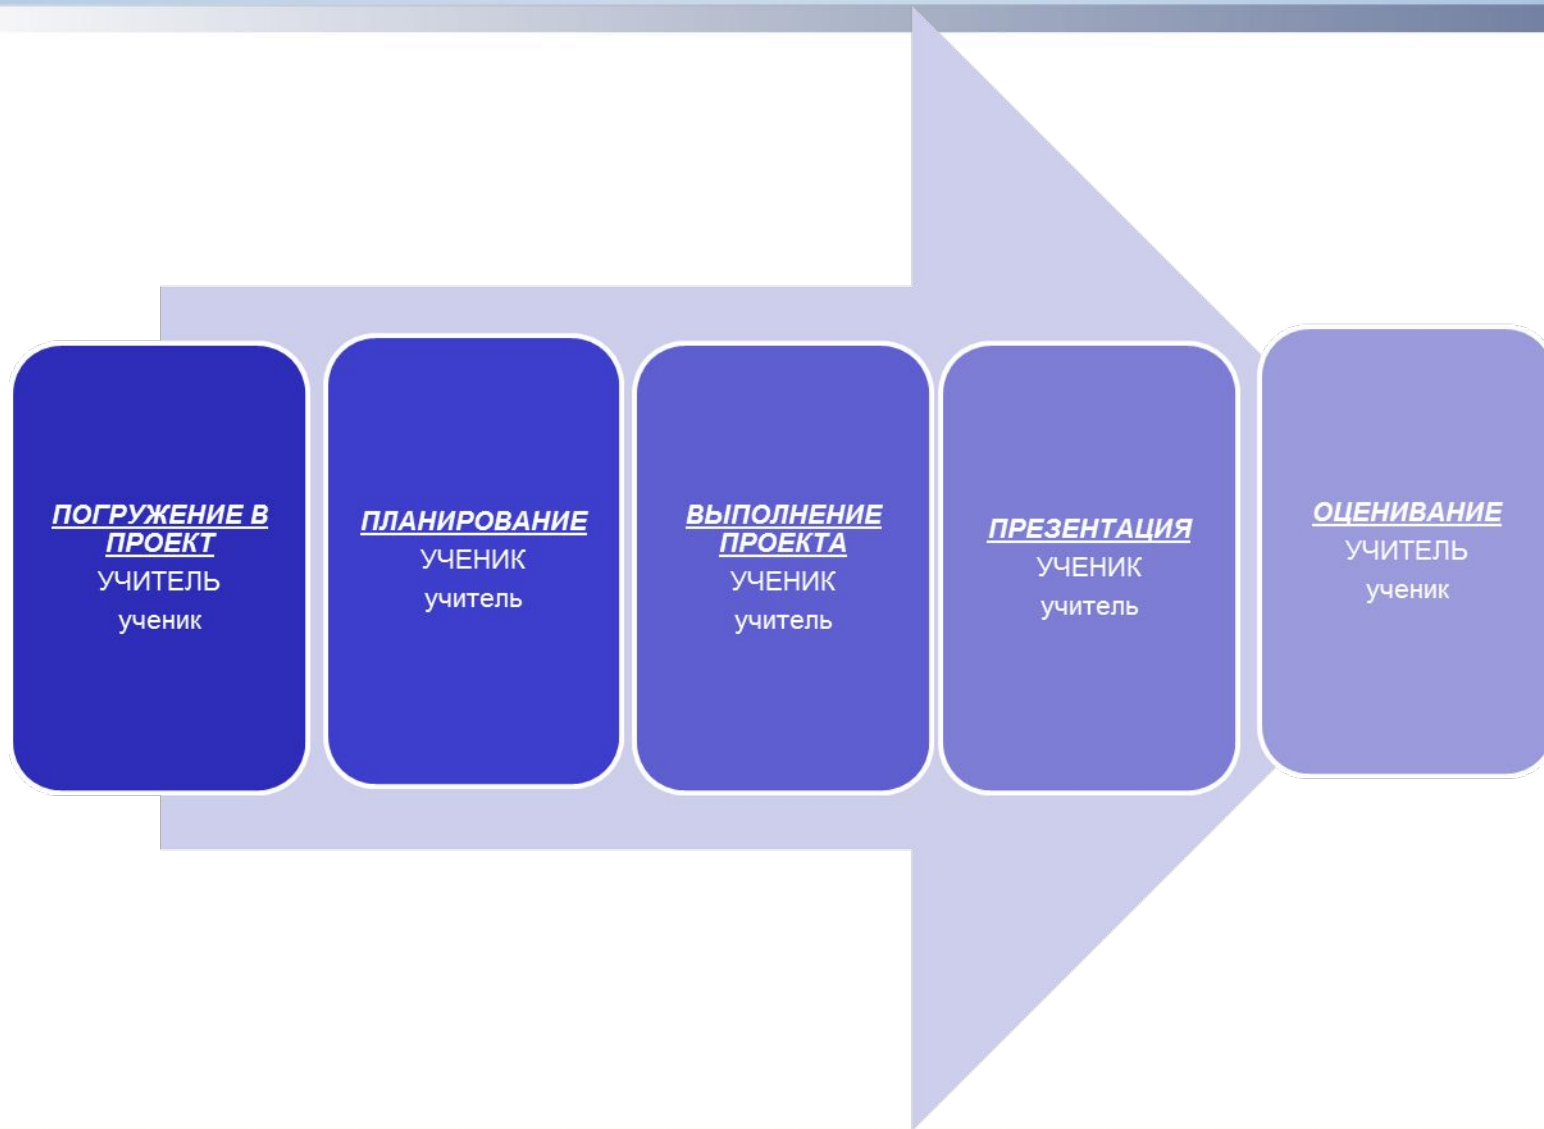 ПОГРУЖЕНИЕ В
ПРОЕКТ
УЧИТЕЛЬ
ученик
ПЛАНИРОВАНИЕ
УЧЕНИК
учитель
ВЫПОЛНЕНИЕ
ПРОЕКТА
УЧЕНИК
учитель
ПРЕЗЕНТАЦИЯ
УЧЕНИК
учитель
ОЦЕНИВАНИЕ
УЧИТЕЛЬ
ученик